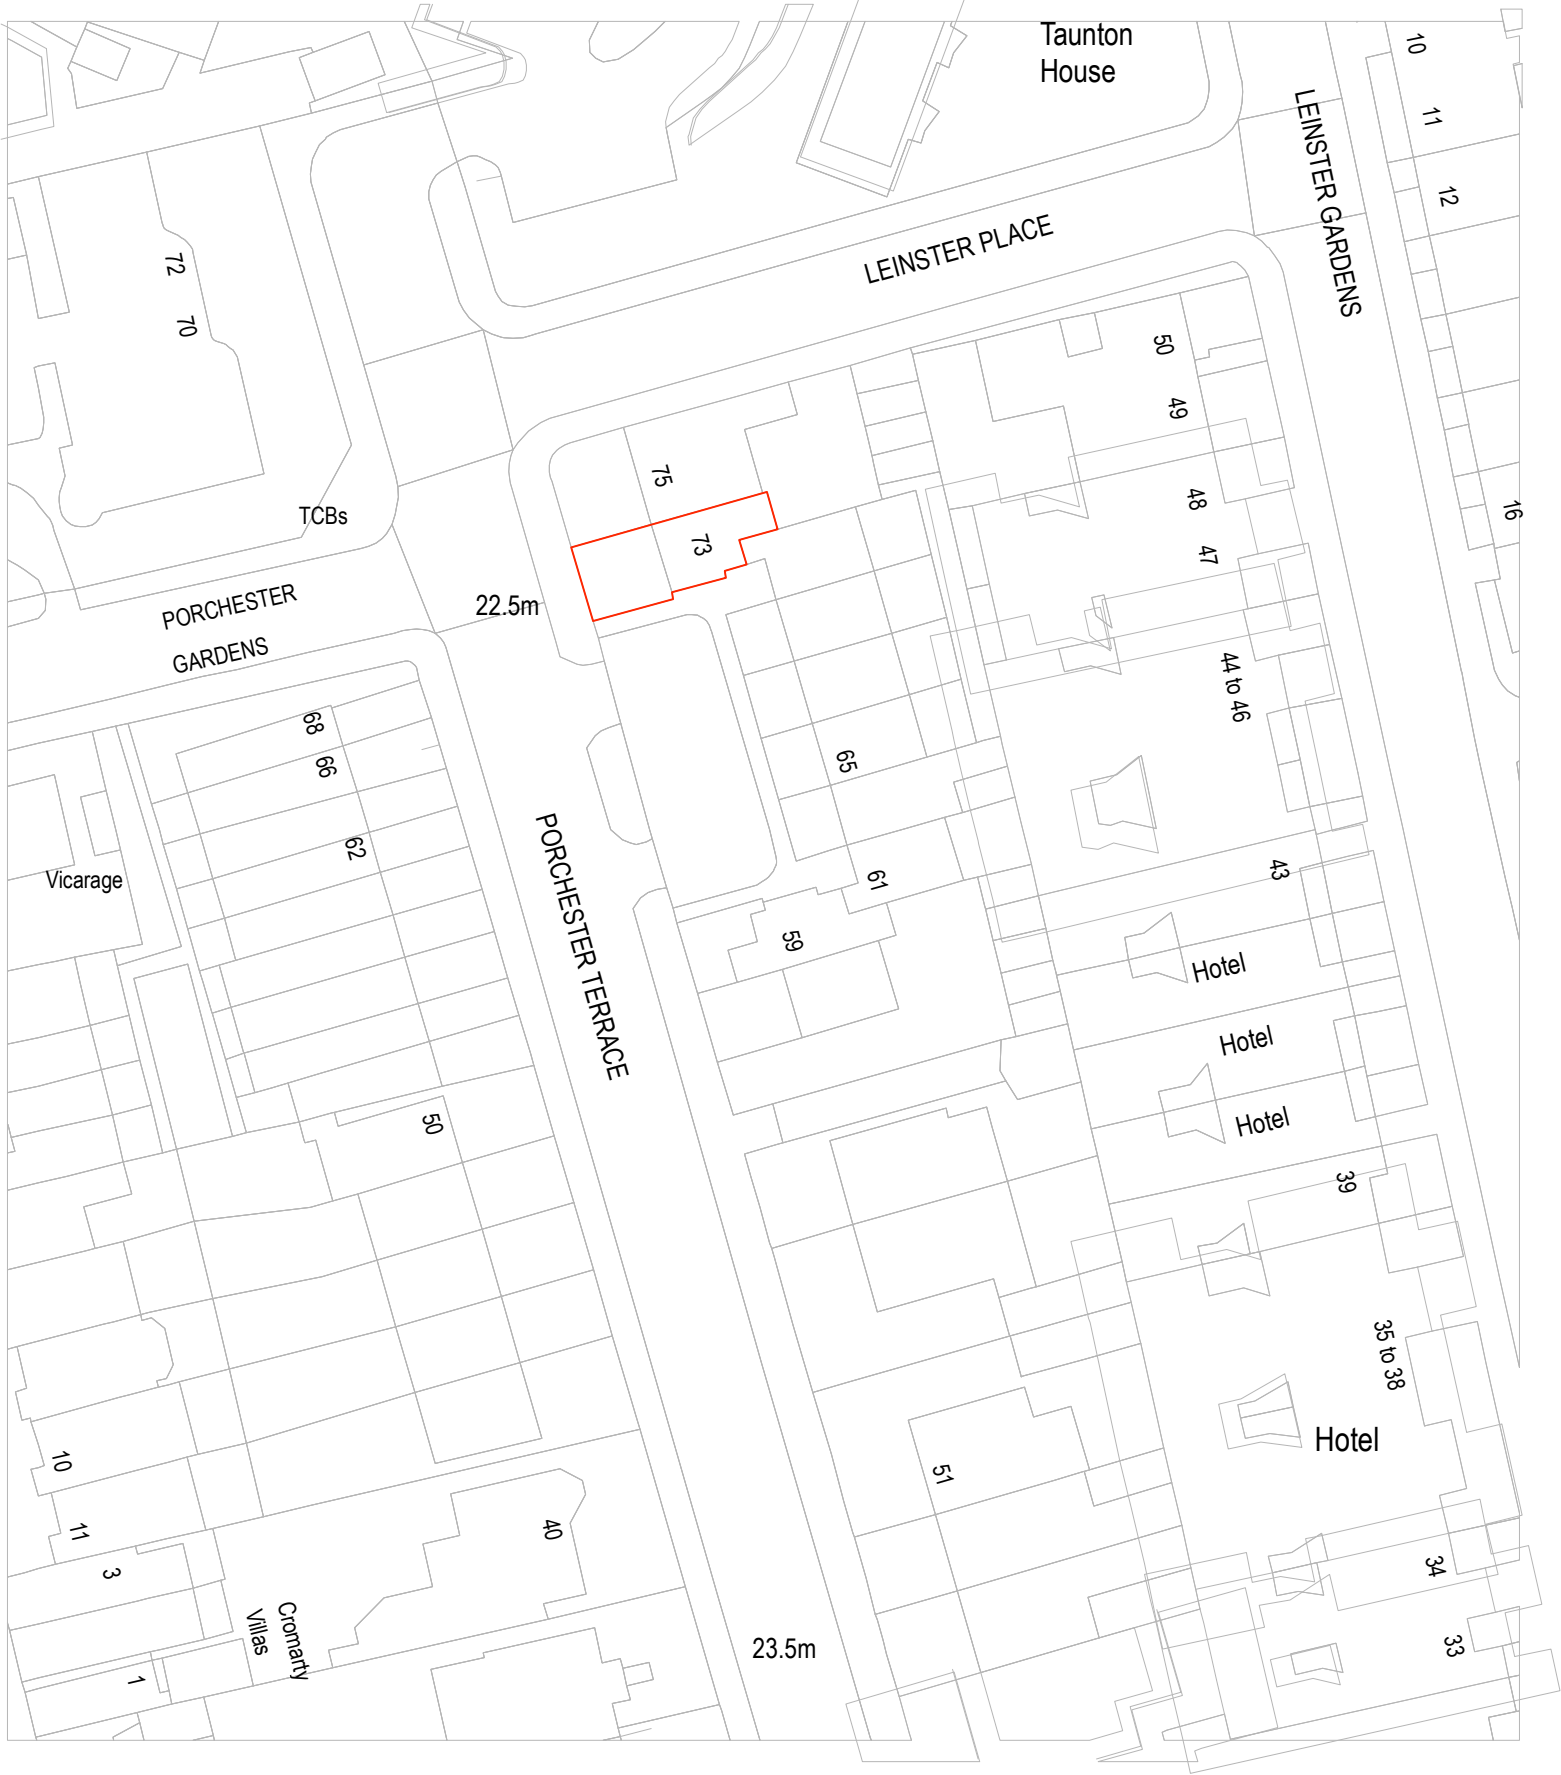 Taunton
House
10
11
12
LEINSTER GARDENS
LEINSTER PLACE
72
70
50
49
75
73
48
47
16
TCBs
22.5m
PORCHESTER
GARDENS
44 to 46
68
66
62
65
61
59
43
Vicarage
PORCHESTER TERRACE
Hotel
Hotel
Hotel
50
39
35 to 38
Hotel
10
11
3
51
40
34
33
Cromarty
Villas
1
23.5m